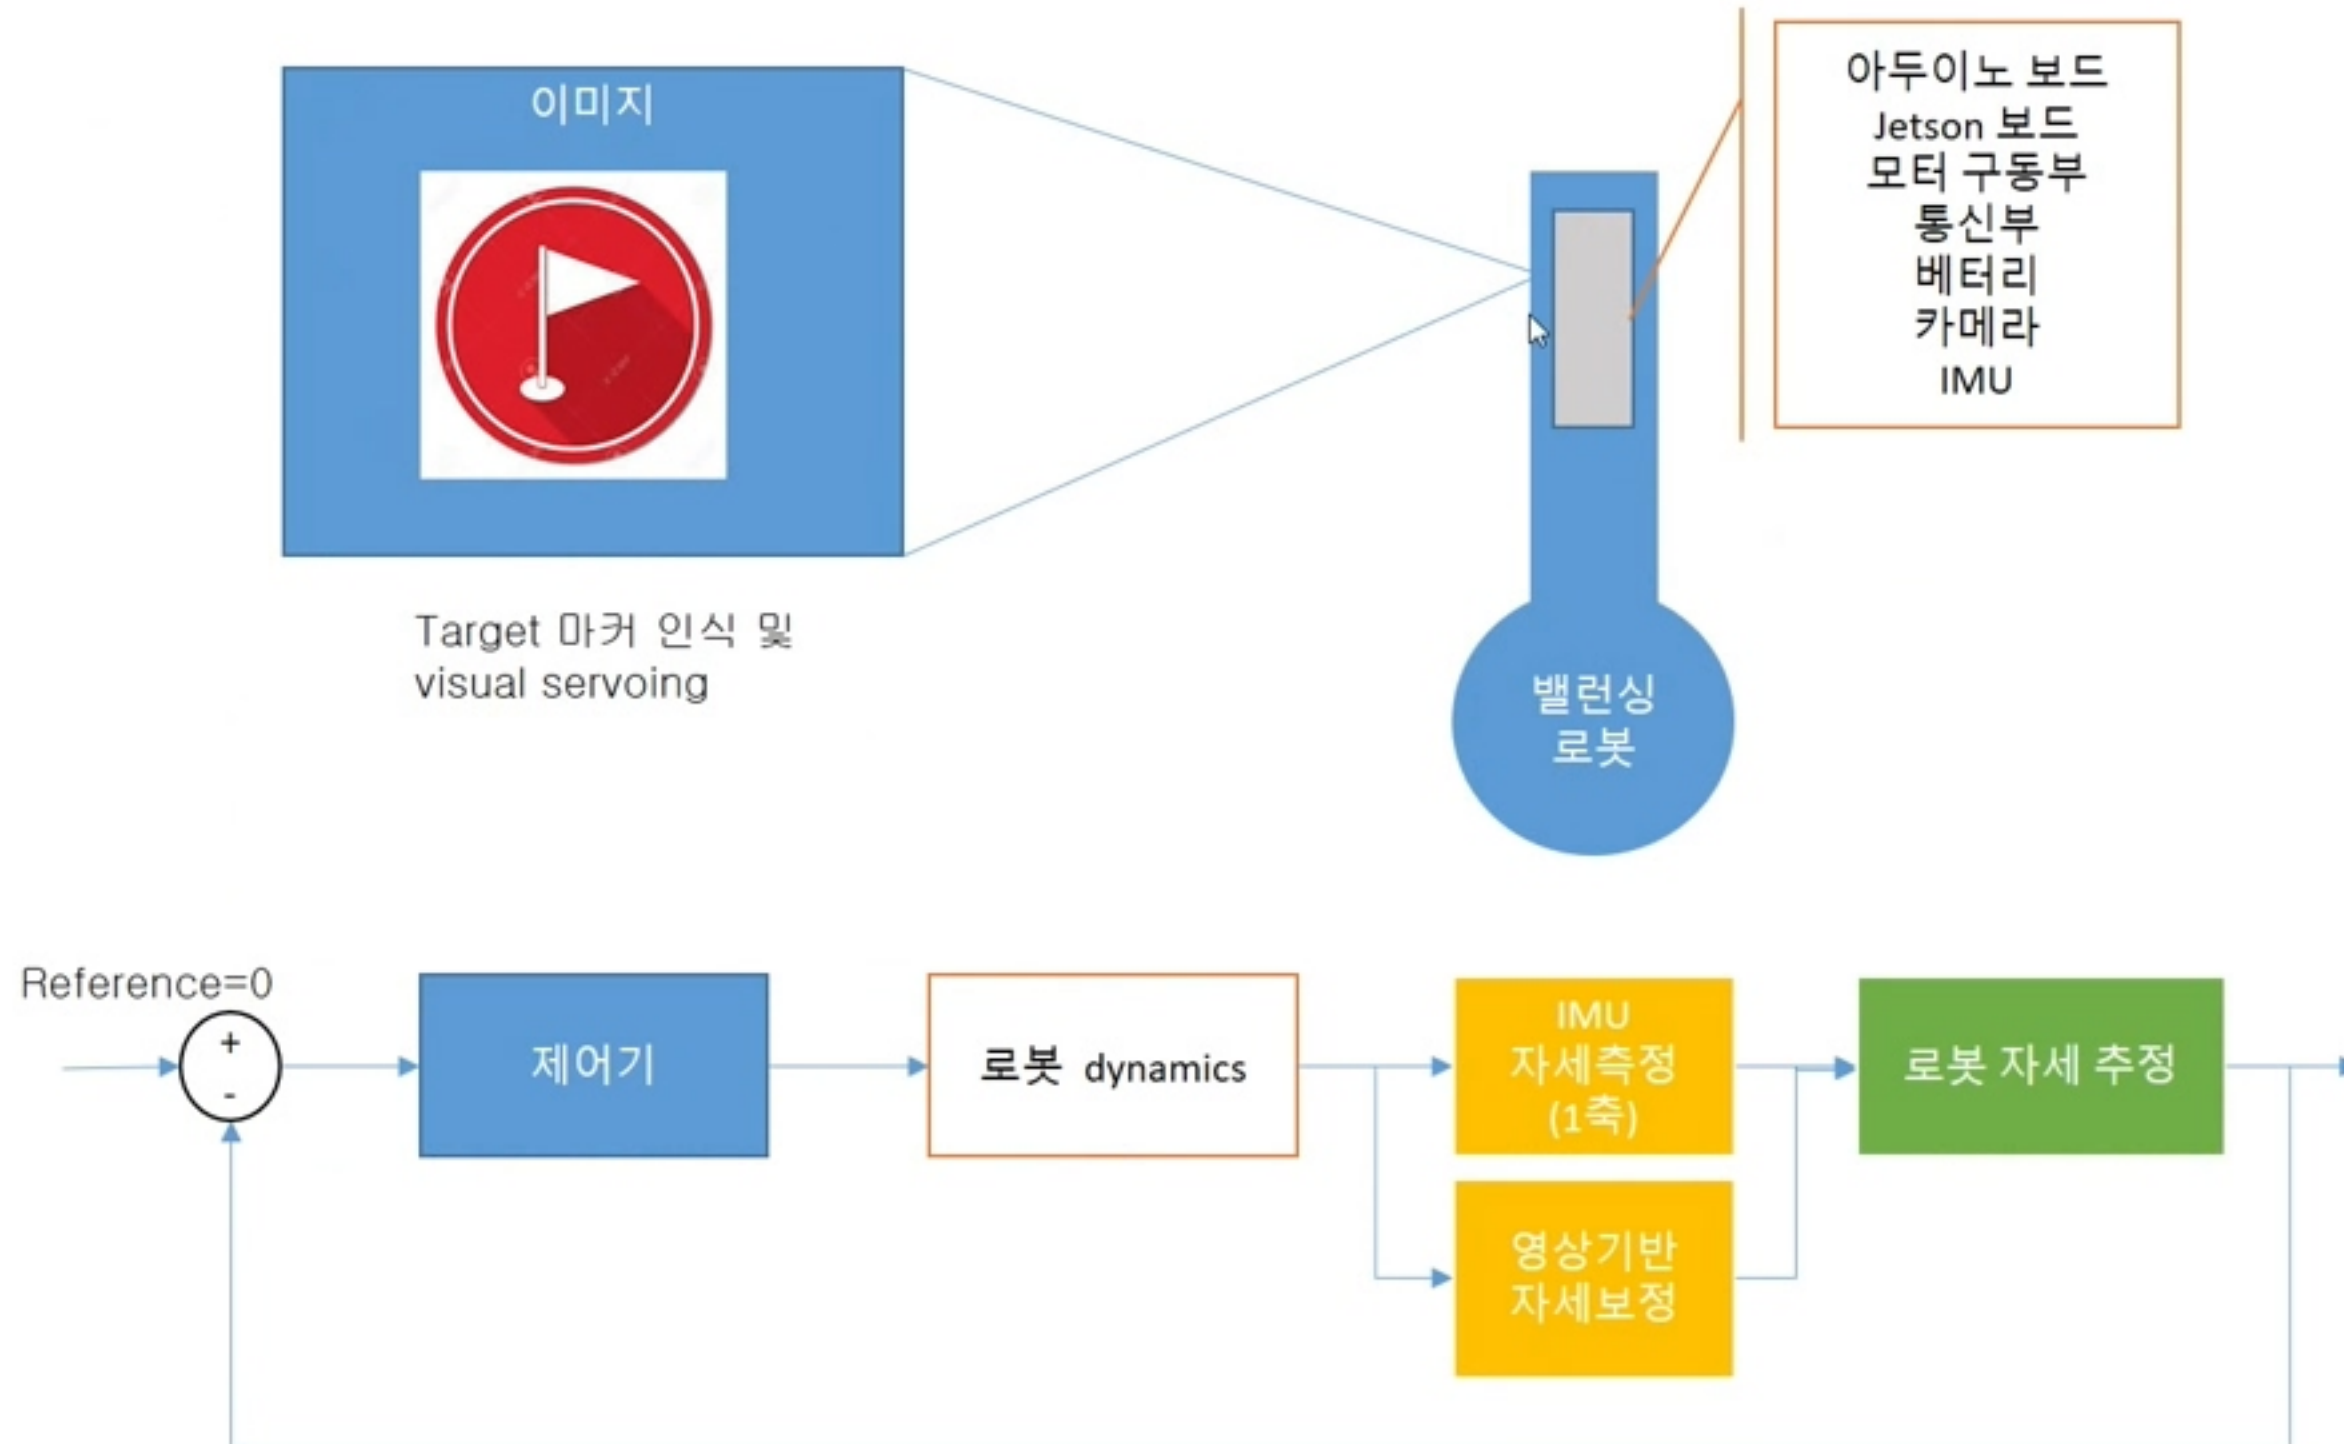 이미지
아두이노 보드
Jetson 보드
모터 구동부
통신부
베터리
카메라
IMU
Target 마커 인식 및
visual servoing
밸런싱
로봇
Reference=0
+
-
제어기
로봇 dynamics
IMU
자세측정
(1축)
로봇 자세 추정
영상기반
자세보정